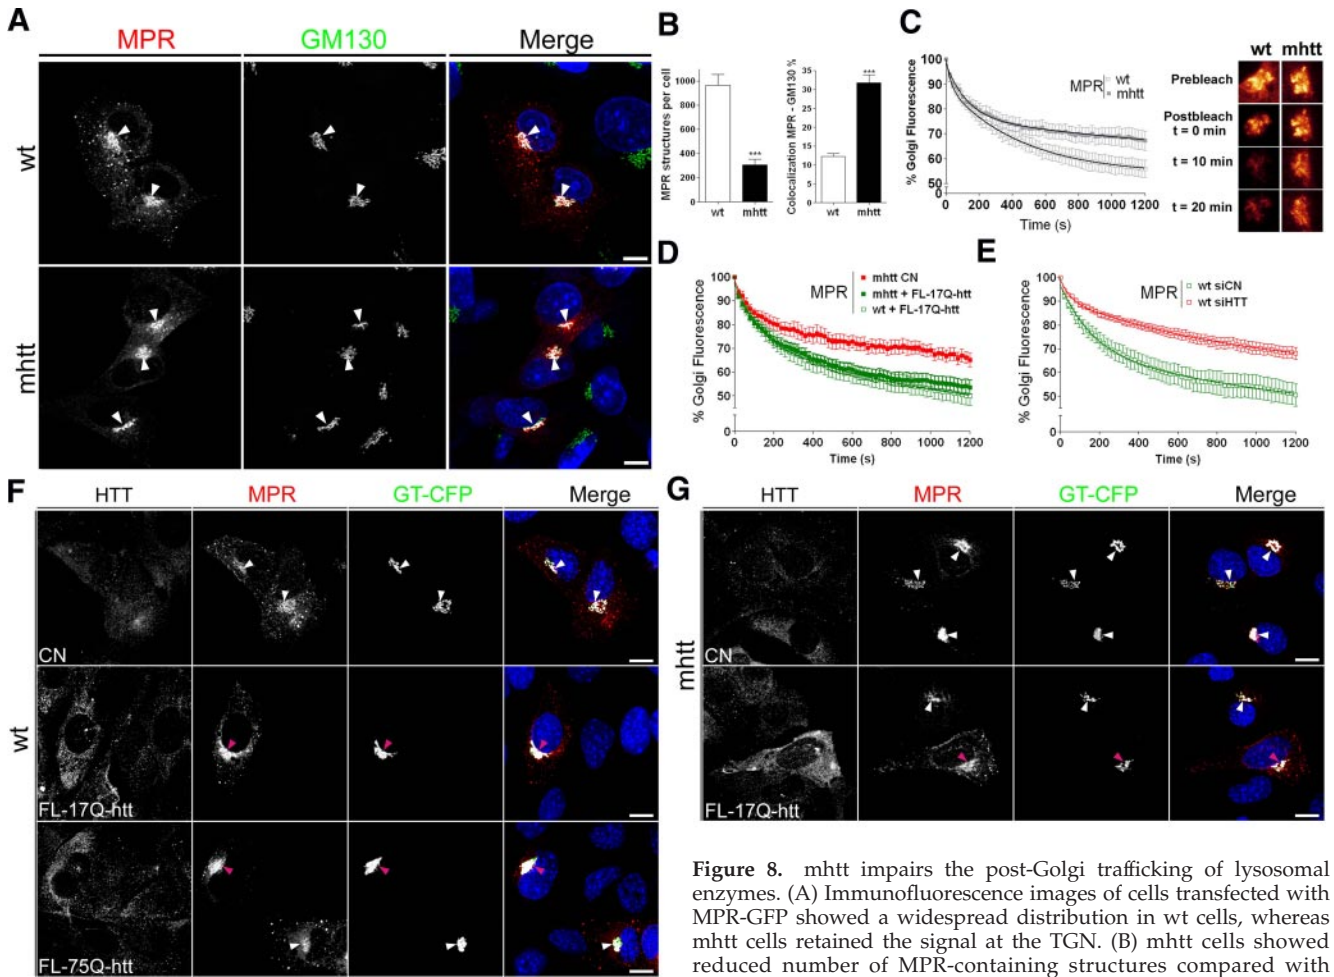 A
MPR GM130 Merge
wt
mhtt
B
MPR structures per cell
1000
800
600
400
200
0
***
wt mhtt
Colocalization MPR - GM130 %
35
30
25
20
15
10
5
0
***
wt mhtt
C
% Golgi Fluorescence
100
90
80
70
60
50
0
MPR wt
mhtt
0 200 400 600 800 1000 1200
Time (s)
wt mhtt
Prebleach
Postbleach
t = 0 min
t = 10 min
t = 20 min
D
% Golgi Fluorescence
100
90
80
70
60
50
0
MPR
mhtt CN
mhtt + FL-17Q-htt
wt + FL-17Q-htt
0 200 400 600 800 1000 1200
Time (s)
E
% Golgi Fluorescence
100
90
80
70
60
50
0
MPR
wt siCN
wt siHTT
0 200 400 600 800 1000 1200
Time (s)
F
HTT MPR GT-CFP Merge
wt
CN
FL-17Q-htt
FL-75Q-htt
G
HTT MPR GT-CFP Merge
mhtt
CN
FL-17Q-htt
Figure 8. mhtt impairs the post-Golgi trafficking of lysosomal
enzymes. (A) Immunofluorescence images of cells transfected with
MPR-GFP showed a widespread distribution in wt cells, whereas
mhtt cells retained the signal at the TGN. (B) mhtt cells showed
reduced number of MPR-containing structures compared with